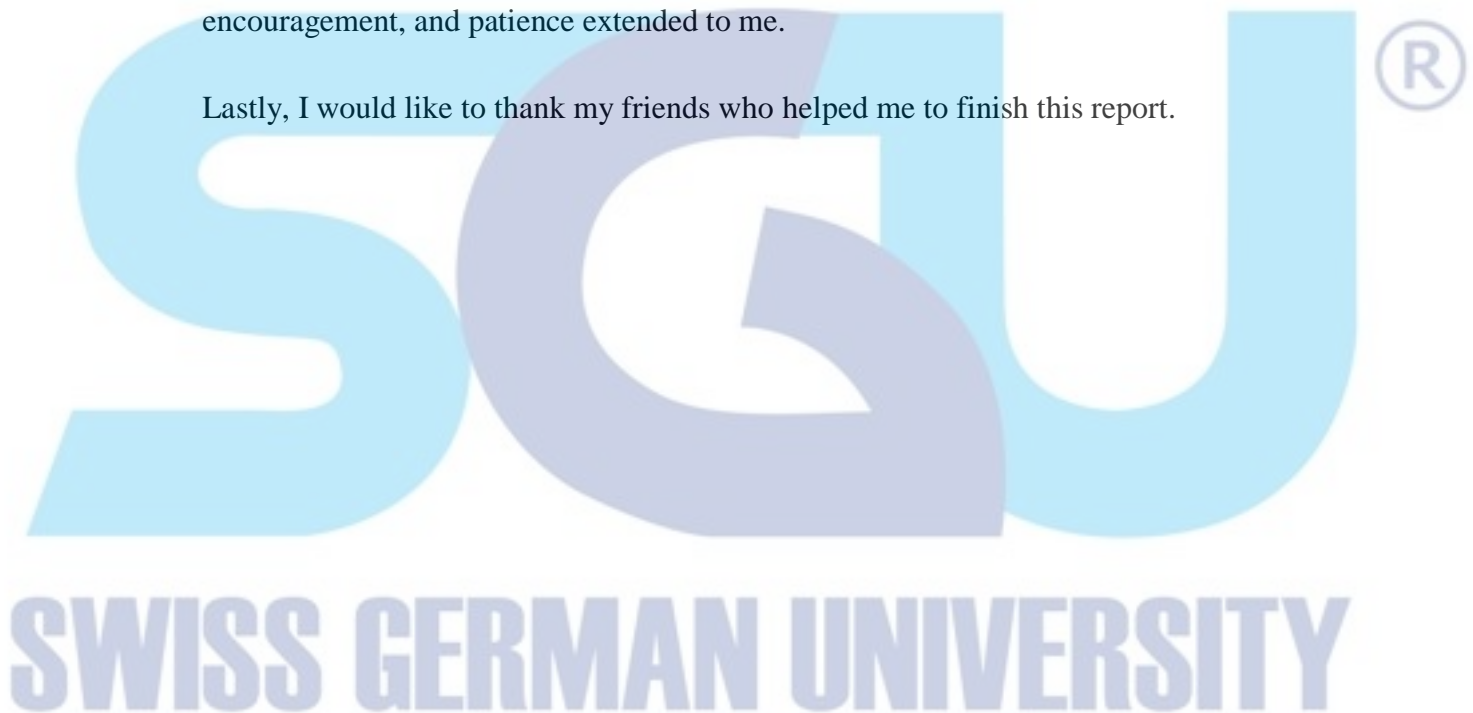 encouragement, and patience extended to me.
Lastly, I would like to thank my friends who helped me to finish this report.
SGU ®
SWISS GERMAN UNIVERSITY